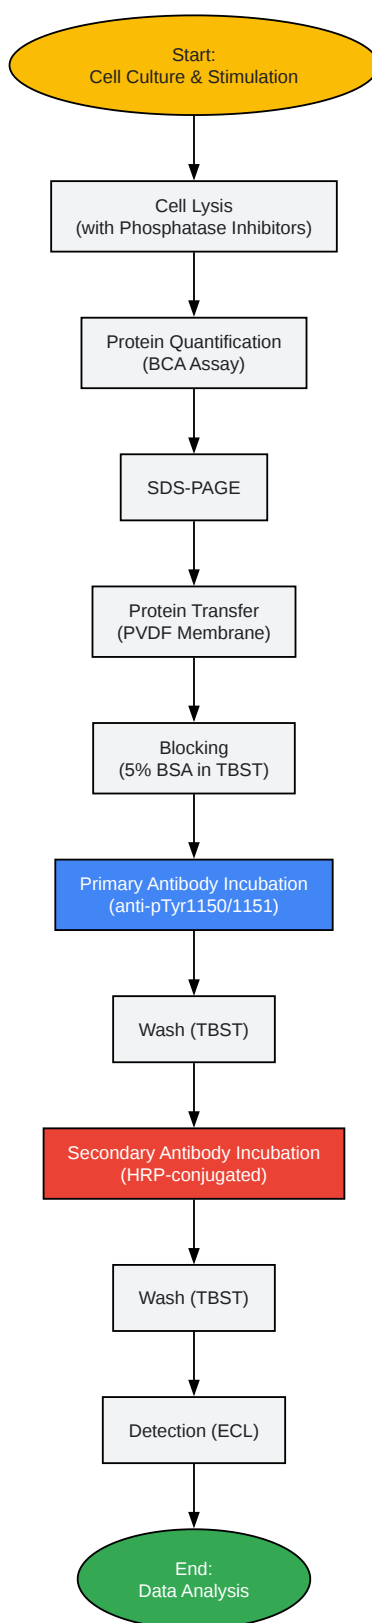 Start:
Cell Culture & Stimulation
Cell Lysis
(with Phosphatase Inhibitors)
Protein Quantification
(BCA Assay)
SDS-PAGE
Protein Transfer
(PVDF Membrane)
Blocking
(5% BSA in TBST)
Primary Antibody Incubation
(anti-pTyr1150/1151)
Wash (TBST)
Secondary Antibody Incubation
(HRP-conjugated)
Wash (TBST)
Detection (ECL)
End:
Data Analysis